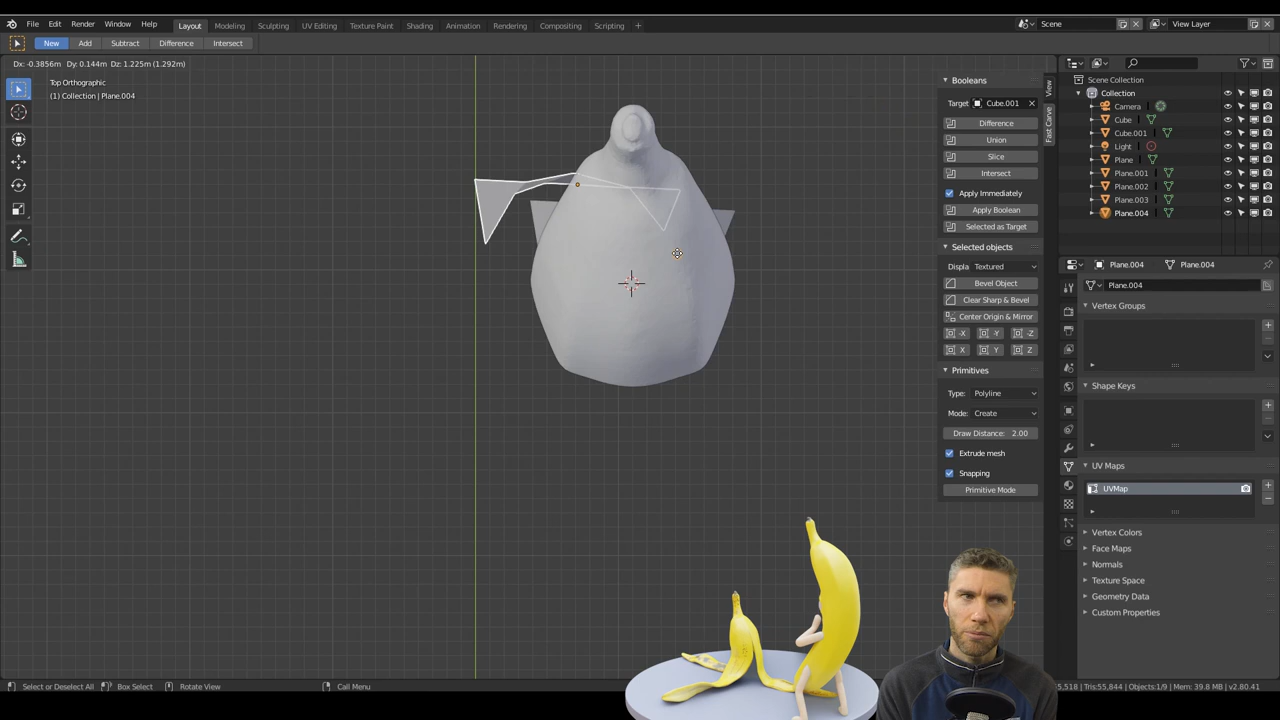 File Edit Render Window Help
Layout Modeling Sculpting UV Editing Texture Paint Shading Animation Rendering Compositing Scripting +
Scene
View Layer
New Add Subtract Difference Intersect
Dx: -0.3856m Dy: 0.144m Dz: 1.225m (1.292m)
Top Orthographic
(1) Collection | Plane.004
Booleans
Target Cube.001
Difference
Union
Slice
Intersect
Apply Immediately
Apply Boolean
Selected as Target
Selected objects
Displa Textured
Bevel Object
Clear Sharp & Bevel
Center Origin & Mirror
-X -Y -Z
X Y Z
Primitives
Type: Polyline
Mode: Create
Draw Distance: 2.00
Extrude mesh
Snapping
Primitive Mode
View
Fast Carve
Scene Collection
Collection
Camera
Cube
Cube.001
Light
Plane
Plane.001
Plane.002
Plane.003
Plane.004
Plane.004 Plane.004
Plane.004
Vertex Groups
Shape Keys
UV Maps
UVMap
Vertex Colors
Face Maps
Normals
Texture Space
Geometry Data
Custom Properties
Select or Deselect All Box Select Rotate View Call Menu
5,518 | Tris:55,844 | Objects:1/9 | Mem: 39.8 MB | v2.80.41